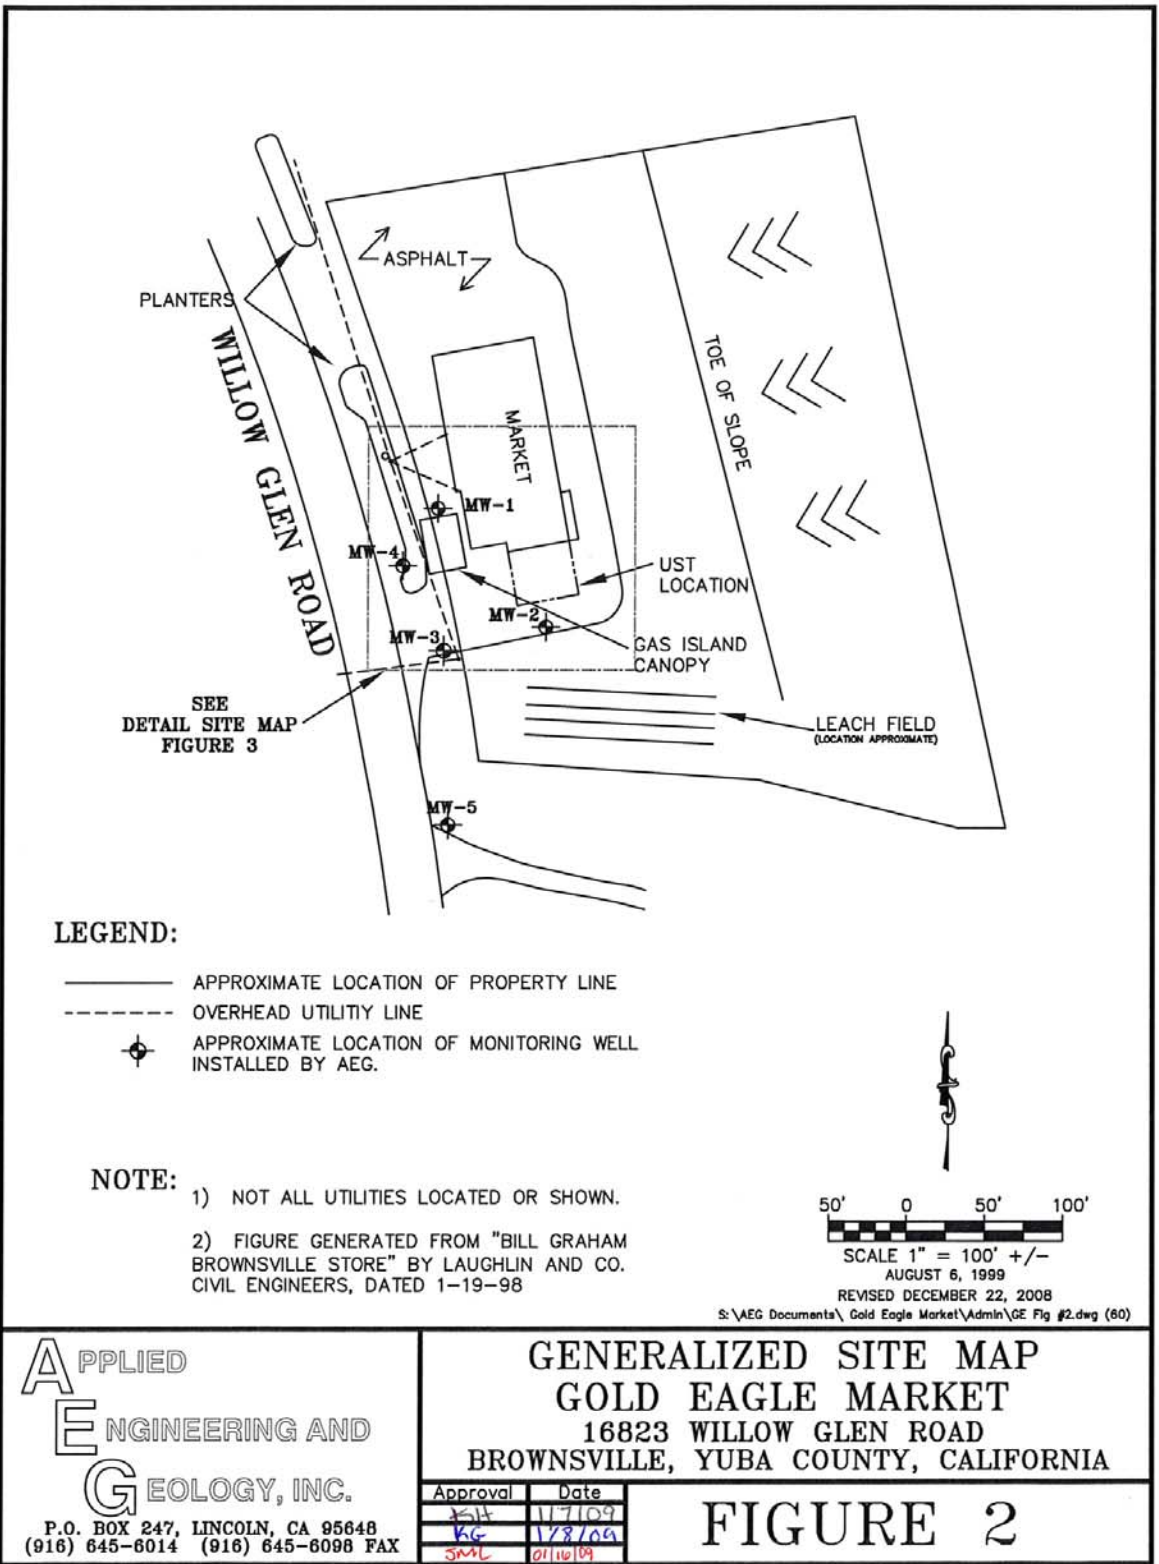 ASPHALT
PLANTERS
WILLOW GLEN ROAD
TOE OF SLOPE
MARKET
MW-1
MW-4
UST
LOCATION
MW-2
MW-3
GAS ISLAND
CANOPY
SEE
DETAIL SITE MAP
FIGURE 3
LEACH FIELD
(LOCATION APPROXIMATE)
MW-5
LEGEND:
APPROXIMATE LOCATION OF PROPERTY LINE
OVERHEAD UTILITIY LINE
APPROXIMATE LOCATION OF MONITORING WELL
INSTALLED BY AEG.
NOTE:
1) NOT ALL UTILITIES LOCATED OR SHOWN.
2) FIGURE GENERATED FROM "BILL GRAHAM
BROWNSVILLE STORE" BY LAUGHLIN AND CO.
CIVIL ENGINEERS, DATED 1-19-98
50' 0 50' 100'
SCALE 1" = 100' +/-
AUGUST 6, 1999
REVISED DECEMBER 22, 2008
S:\AEG Documents\ Gold Eagle Market\Admin\GE Fig #2.dwg (60)
APPLIED
ENGINEERING AND
GEOLOGY, INC.
P.O. BOX 247, LINCOLN, CA 95648
(916) 645-6014 (916) 645-6098 FAX
GENERALIZED SITE MAP
GOLD EAGLE MARKET
16823 WILLOW GLEN ROAD
BROWNSVILLE, YUBA COUNTY, CALIFORNIA
Approval Date
KSH 1/7/09
KG 1/8/09
SML 01/16/09
FIGURE 2